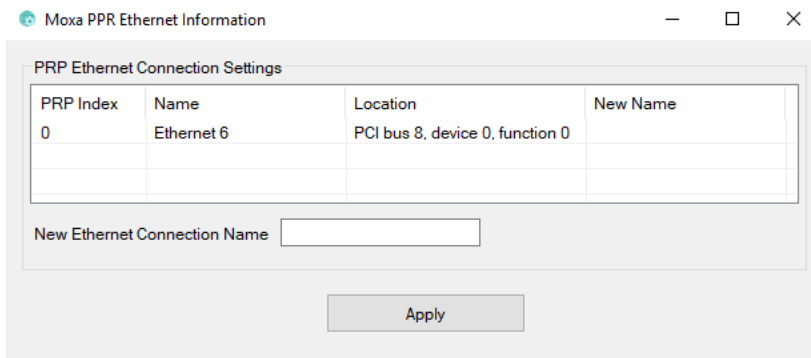 Moxa PPR Ethernet Information
PRP Ethernet Connection Settings
PRP Index Name Location New Name
0 Ethernet 6 PCI bus 8, device 0, function 0
New Ethernet Connection Name
Apply